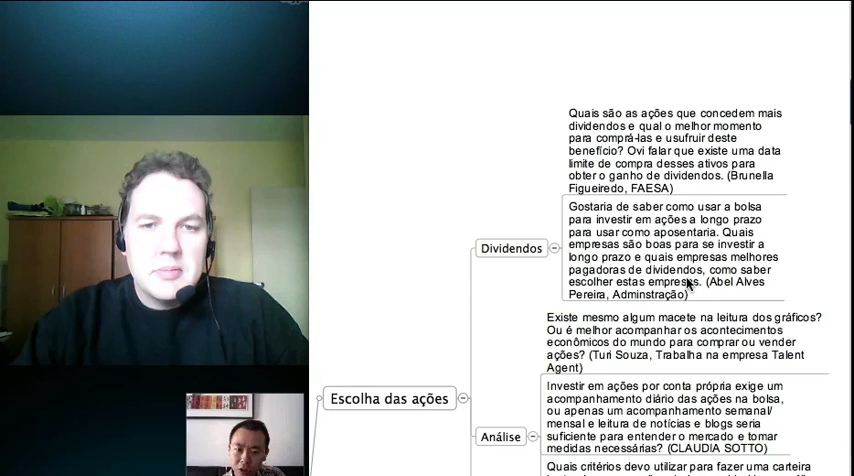 Quais são as ações que concedem mais
dividendos e qual o melhor momento
para comprá-las e usufruir deste
benefício? Ovi falar que existe uma data
limite de compra desses ativos para
obter o ganho de dividendos. (Brunella
Figueiredo, FAESA)
Dividendos
Gostaria de saber como usar a bolsa
para investir em ações a longo prazo
para usar como aposentaria. Quais
empresas são boas para se investir a
longo prazo e quais empresas melhores
pagadoras de dividendos, como saber
escolher estas empresas. (Abel Alves
Pereira, Adminstração)
Existe mesmo algum macete na leitura dos gráficos?
Ou é melhor acompanhar os acontecimentos
econômicos do mundo para comprar ou vender
ações? (Turi Souza, Trabalha na empresa Talent
Agent)
Escolha das ações
Análise
Investir em ações por conta própria exige um
acompanhamento diário das ações na bolsa,
ou apenas um acompanhamento semanal/
mensal e leitura de notícias e blogs seria
suficiente para entender o mercado e tomar
medidas necessárias? (CLAUDIA SOTTO)
Quais critérios devo utilizar para fazer uma carteira